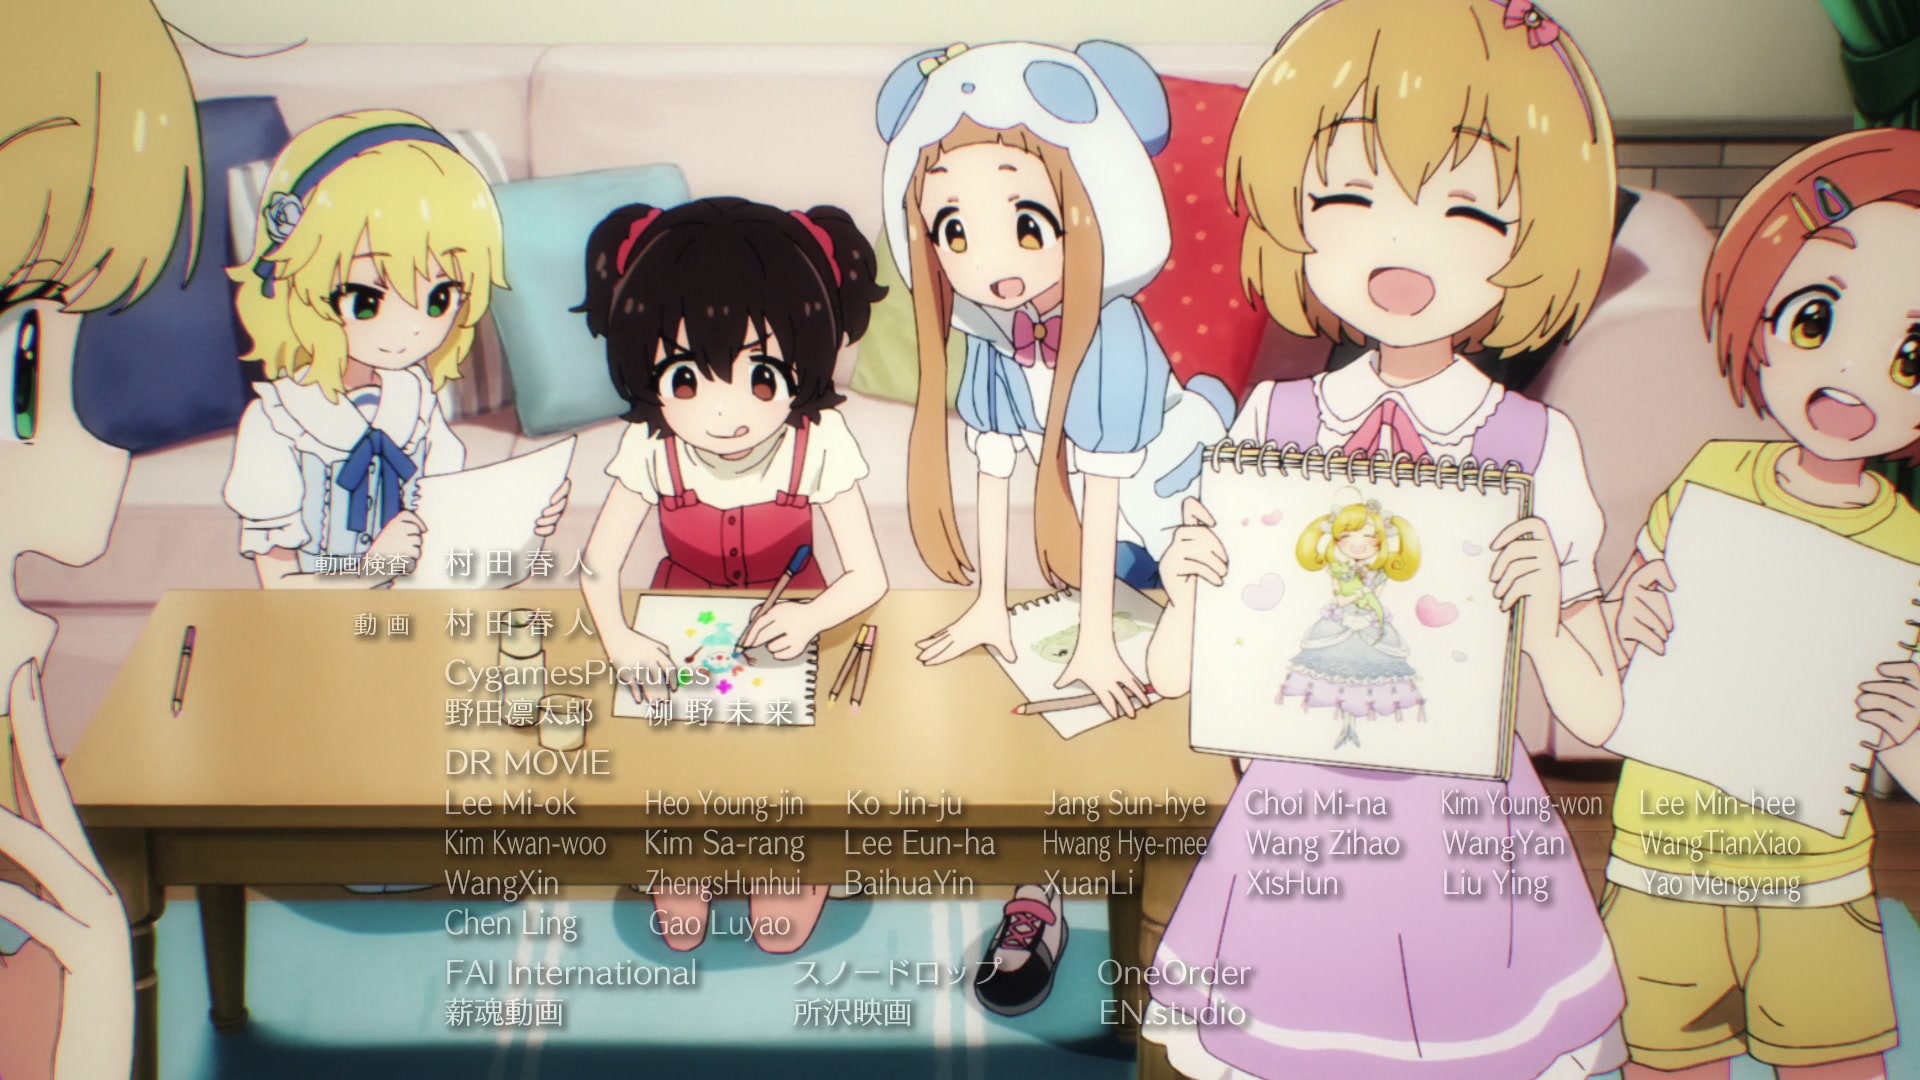 動画検査 村田春人
動画 村田春人
CygamesPictures
野田凛太郎 柳野未来
DR MOVIE
Lee Mi-ok Heo Young-jin Ko Jin-ju Jang Sun-hye Choi Mi-na Kim Young-won Lee Min-hee
Kim Kwan-woo Kim Sa-rang Lee Eun-ha Hwang Hye-mee Wang Zihao WangYan WangTianXiao
WangXin ZhengsHunhui BaihuaYin XuanLi XisHun Liu Ying Yao Mengyang
Chen Ling Gao Luyao
FAI International スノードロップ OneOrder
薪魂動画 所沢映画 EN.studio